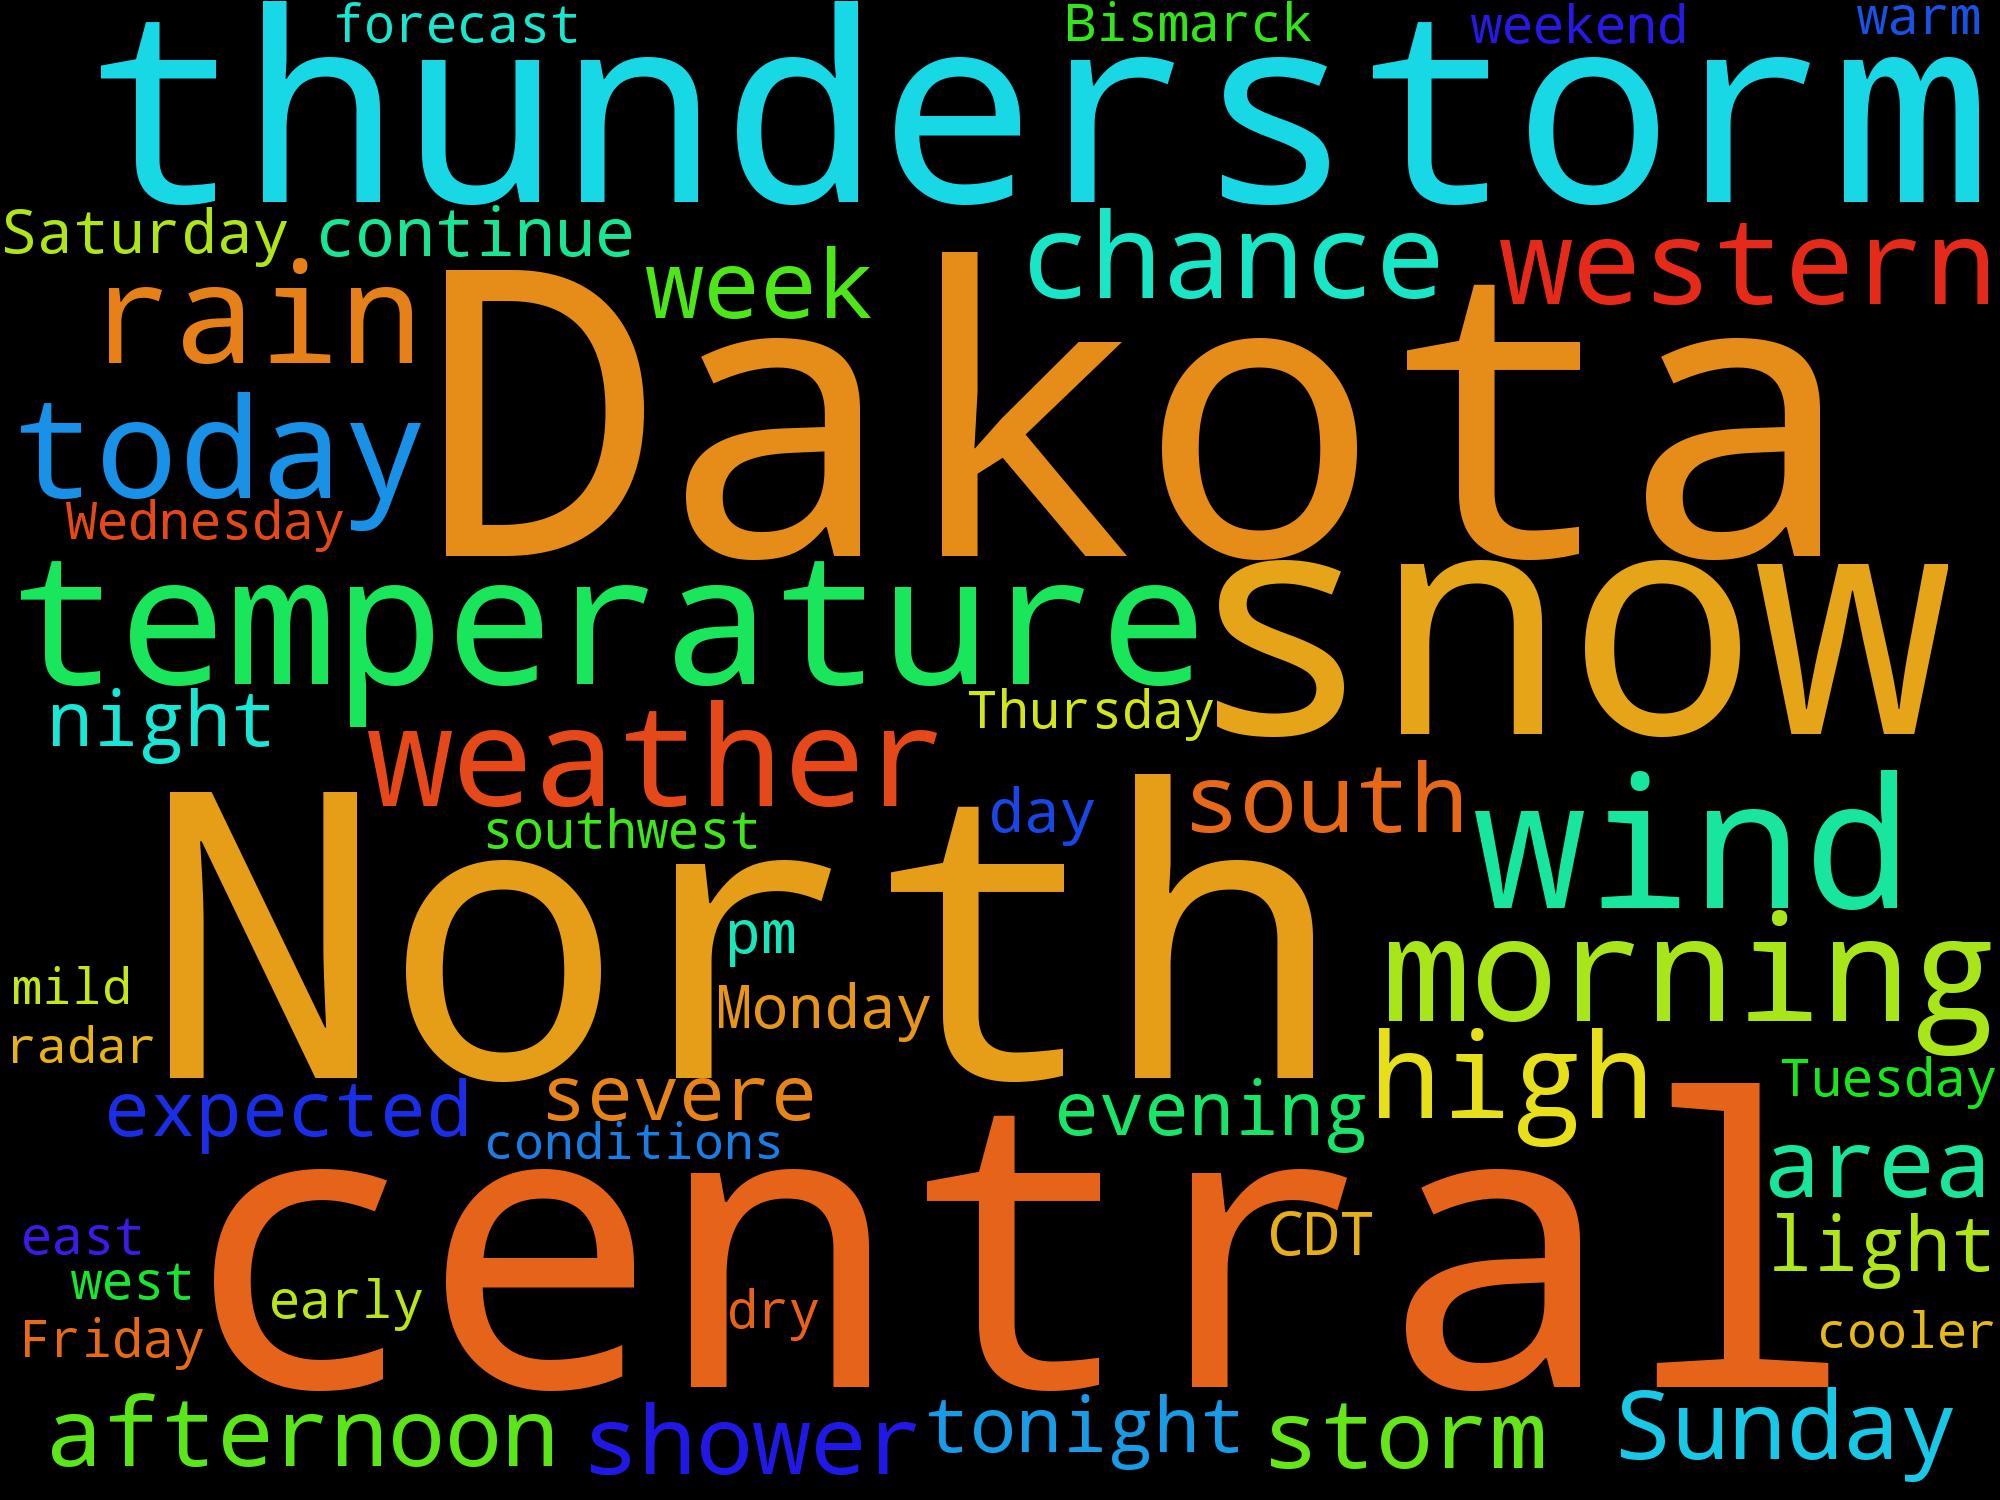 forecast Bismarck weekend warm
thunderstorm
Saturday continue chance western
rain week
Dakota
today
Wednesday
temperature snow
night weather Thursday
southwest day south wind
North
pm morning
mild Monday
radar high
expected severe evening Tuesday
conditions area
central
east CDT light
west early dry
Friday cooler
afternoon shower tonight storm Sunday